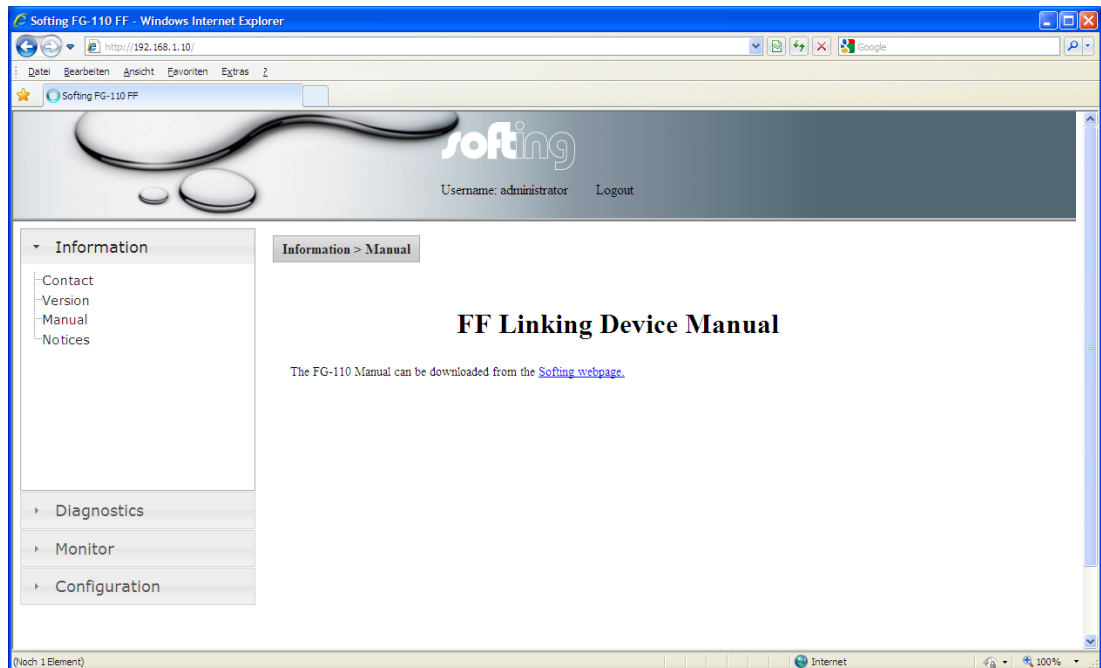 Softing FG-110 FF - Windows Internet Explorer
http://192.168.1.10/
Google
Datei Bearbeiten Ansicht Favoriten Extras ?
Softing FG-110 FF
softing
Username: administrator Logout
Information
Contact
Version
Manual
Notices
Diagnostics
Monitor
Configuration
Information > Manual
FF Linking Device Manual
The FG-110 Manual can be downloaded from the Softing webpage.
(Noch 1 Element)
Internet
100%